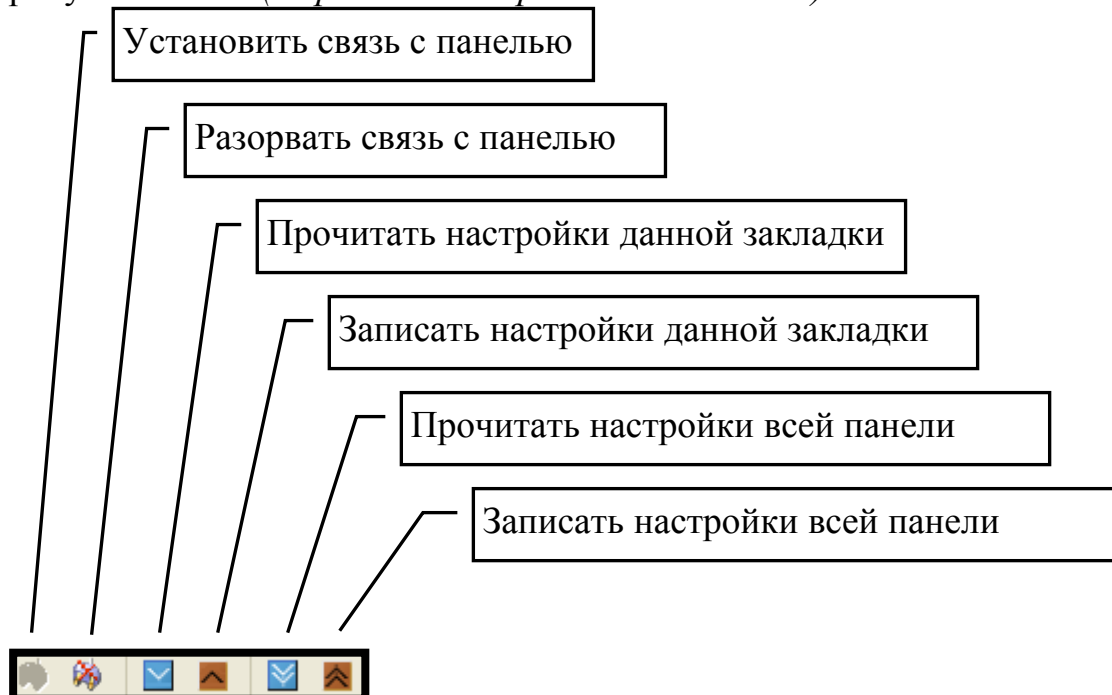 Установить связь с панелью
Разорвать связь с панелью
Прочитать настройки данной закладки
Записать настройки данной закладки
Прочитать настройки всей панели
Записать настройки всей панели